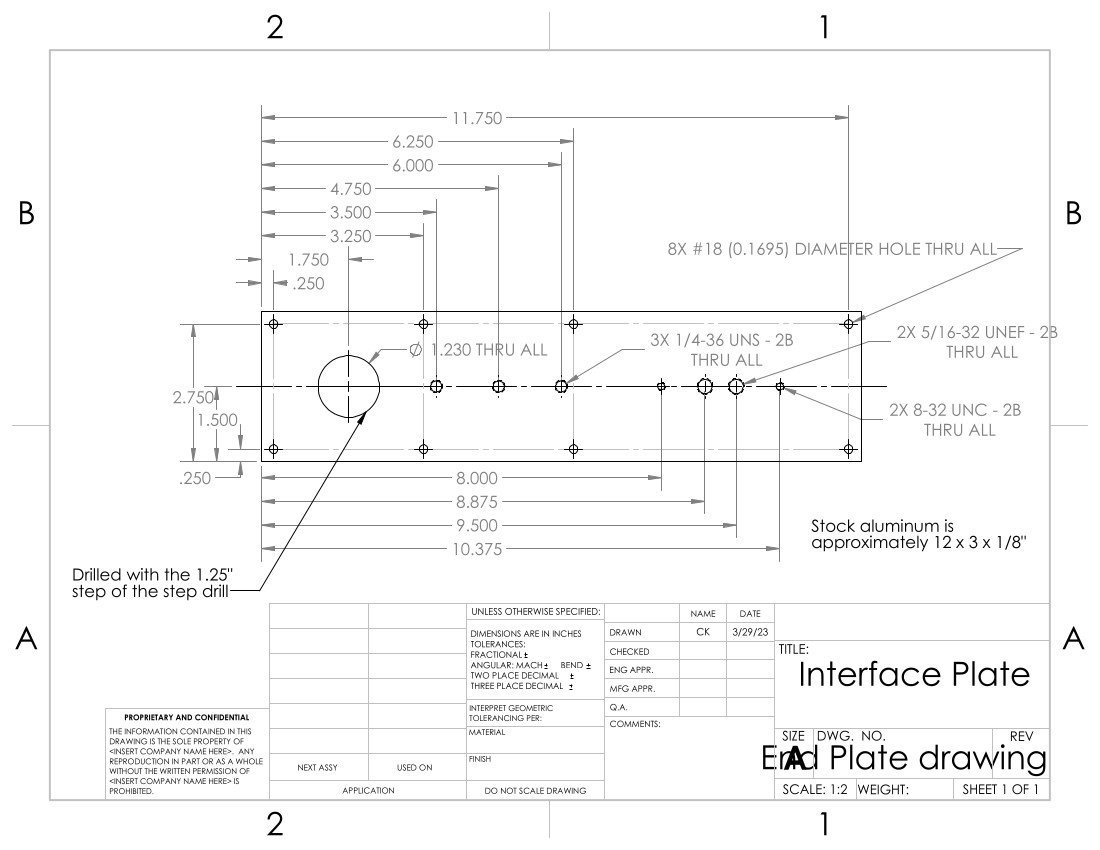 2
1
B
B
11.750
6.250
6.000
4.750
3.500
3.250
1.750
.250
8X #18 (0.1695) DIAMETER HOLE THRU ALL
2X 5/16-32 UNEF - 2B
THRU ALL
3X 1/4-36 UNS - 2B
THRU ALL
∅ 1.230 THRU ALL
2.750
1.500
2X 8-32 UNC - 2B
THRU ALL
.250
8.000
8.875
9.500
10.375
Stock aluminum is
approximately 12 x 3 x 1/8"
Drilled with the 1.25"
step of the step drill
A
A
PROPRIETARY AND CONFIDENTIAL
THE INFORMATION CONTAINED IN THIS
DRAWING IS THE SOLE PROPERTY OF
<INSERT COMPANY NAME HERE>. ANY
REPRODUCTION IN PART OR AS A WHOLE
WITHOUT THE WRITTEN PERMISSION OF
<INSERT COMPANY NAME HERE> IS
PROHIBITED.
NEXT ASSY
USED ON
APPLICATION
UNLESS OTHERWISE SPECIFIED:
DIMENSIONS ARE IN INCHES
TOLERANCES:
FRACTIONAL ±
ANGULAR: MACH ± BEND ±
TWO PLACE DECIMAL ±
THREE PLACE DECIMAL ±
INTERPRET GEOMETRIC
TOLERANCING PER:
MATERIAL
FINISH
DO NOT SCALE DRAWING
NAME DATE
DRAWN CK 3/29/23
CHECKED
ENG APPR.
MFG APPR.
Q.A.
COMMENTS:
TITLE:
Interface Plate
SIZE DWG. NO. REV
A
End Plate drawing
SCALE: 1:2 WEIGHT: SHEET 1 OF 1
2
1